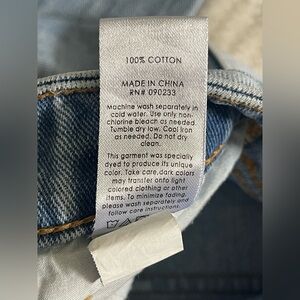 100% COTTON
MADE IN CHINA
RN# 090233
Machine wash separately in
cold water. Use only non-
chlorine bleach as needed.
Tumble dry low. Cool iron
as needed. Do not dry
clean.
This garment was specially
dyed to produce its unique
color. Take care, dark colors
may transfer onto light
colored clothing or other
items. To minimize fading,
please wash separately and
follow care instructions.